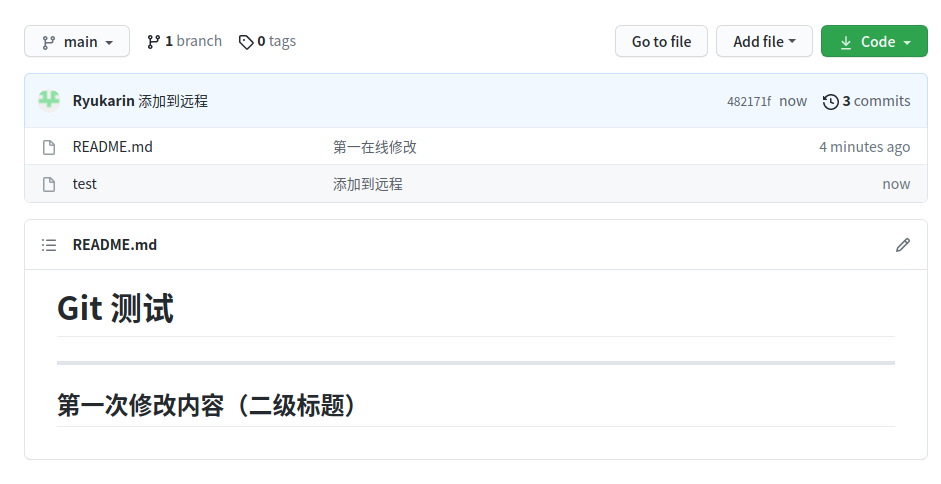 main 1 branch 0 tags Go to file Add file Code
Ryukarin 添加到远程 482171f now 3 commits
README.md 第一在线修改 4 minutes ago
test 添加到远程 now
README.md
Git 测试
第一次修改内容（二级标题）